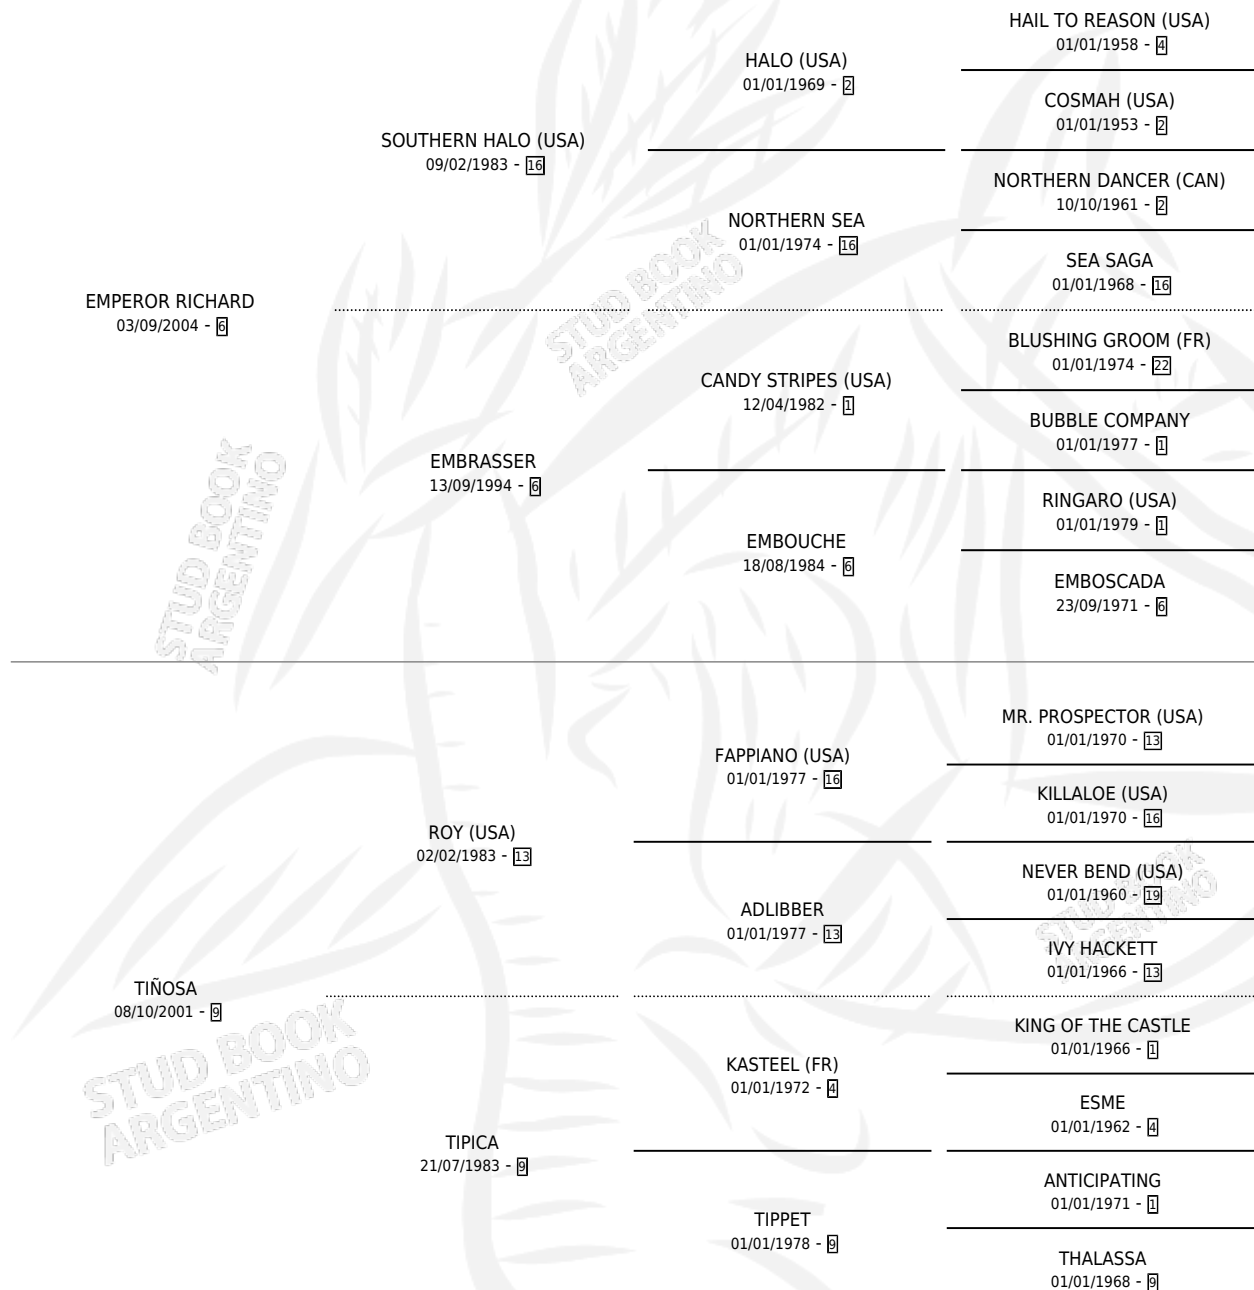 HAIL TO REASON (USA)
01/01/1958 - 4
HALO (USA)
01/01/1969 - 2
COSMAH (USA)
01/01/1953 - 2
SOUTHERN HALO (USA)
09/02/1983 - 16
NORTHERN DANCER (CAN)
10/10/1961 - 2
NORTHERN SEA
01/01/1974 - 16
SEA SAGA
01/01/1968 - 16
EMPEROR RICHARD
03/09/2004 - 6
STUD BOOK
ARGENTINO
BLUSHING GROOM (FR)
01/01/1974 - 22
CANDY STRIPES (USA)
12/04/1982 - 1
BUBBLE COMPANY
01/01/1977 - 1
EMBRASSER
13/09/1994 - 6
RINGARO (USA)
01/01/1979 - 1
EMBOUCHE
18/08/1984 - 6
EMBOSCADA
23/09/1971 - 6
STUD BOOK
ARGENTINO
MR. PROSPECTOR (USA)
01/01/1970 - 13
FAPPIANO (USA)
01/01/1977 - 16
KILLALOE (USA)
01/01/1970 - 16
ROY (USA)
02/02/1983 - 13
NEVER BEND (USA)
01/01/1960 - 19
ADLIBBER
01/01/1977 - 13
IVY HACKETT
01/01/1966 - 13
STUD BOOK
ARGENTINO
TIÑOSA
08/10/2001 - 9
KING OF THE CASTLE
01/01/1966 - 1
KASTEEL (FR)
01/01/1972 - 4
ESME
01/01/1962 - 4
STUD BOOK
ARGENTINO
TIPICA
21/07/1983 - 9
ANTICIPATING
01/01/1971 - 1
TIPPET
01/01/1978 - 9
THALASSA
01/01/1968 - 9